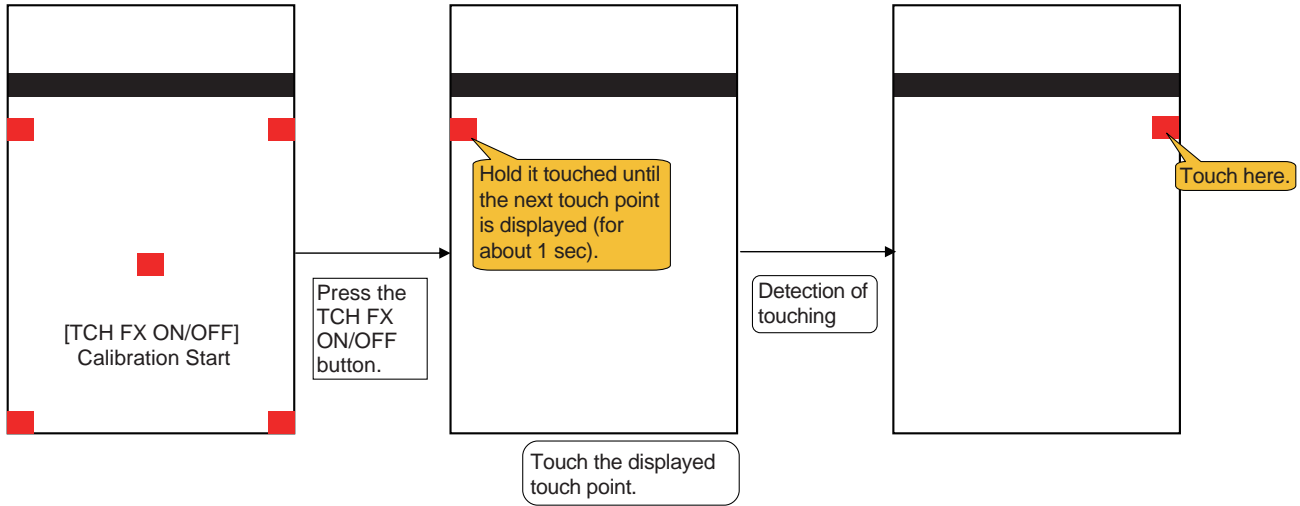 [TCH FX ON/OFF]
Calibration Start
Press the
TCH FX
ON/OFF
button.
Hold it touched until
the next touch point
is displayed (for
about 1 sec).
Touch the displayed
touch point.
Detection of
touching
Touch here.